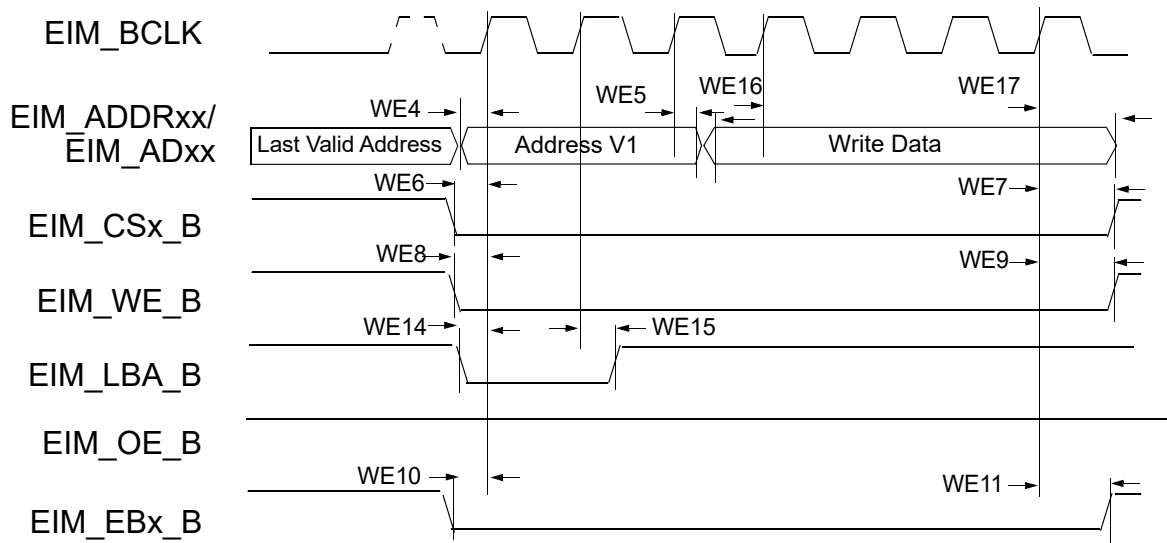 EIM_BCLK
WE5
WE16
WE17
WE4
EIM_ADDRxx/
EIM_ADxx
Last Valid Address
Address V1
Write Data
WE6
WE7
EIM_CSx_B
WE8
WE9
EIM_WE_B
WE14
WE15
EIM_LBA_B
EIM_OE_B
WE10
WE11
EIM_EBx_B